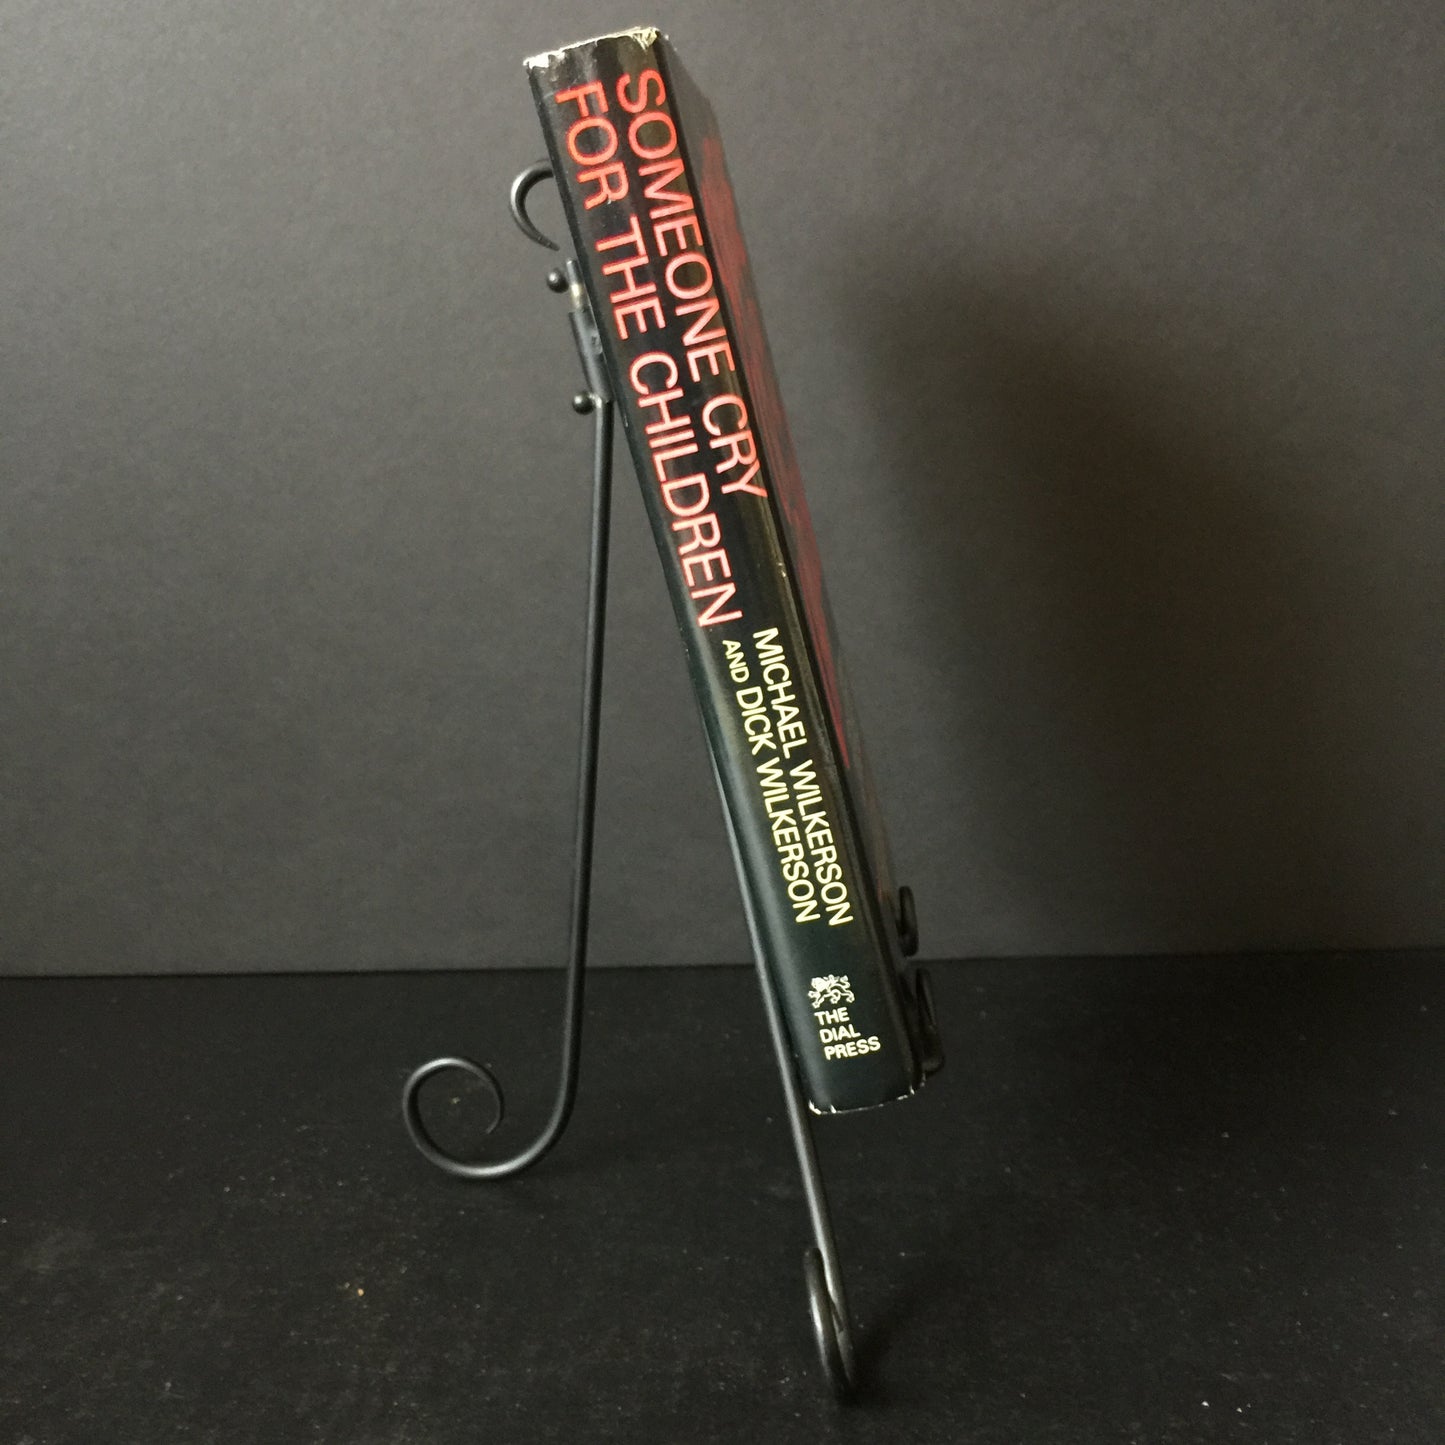 SOMEONE CRY
FOR THE CHILDREN
MICHAEL WILKERSON
AND DICK WILKERSON
THE
DIAL
PRESS